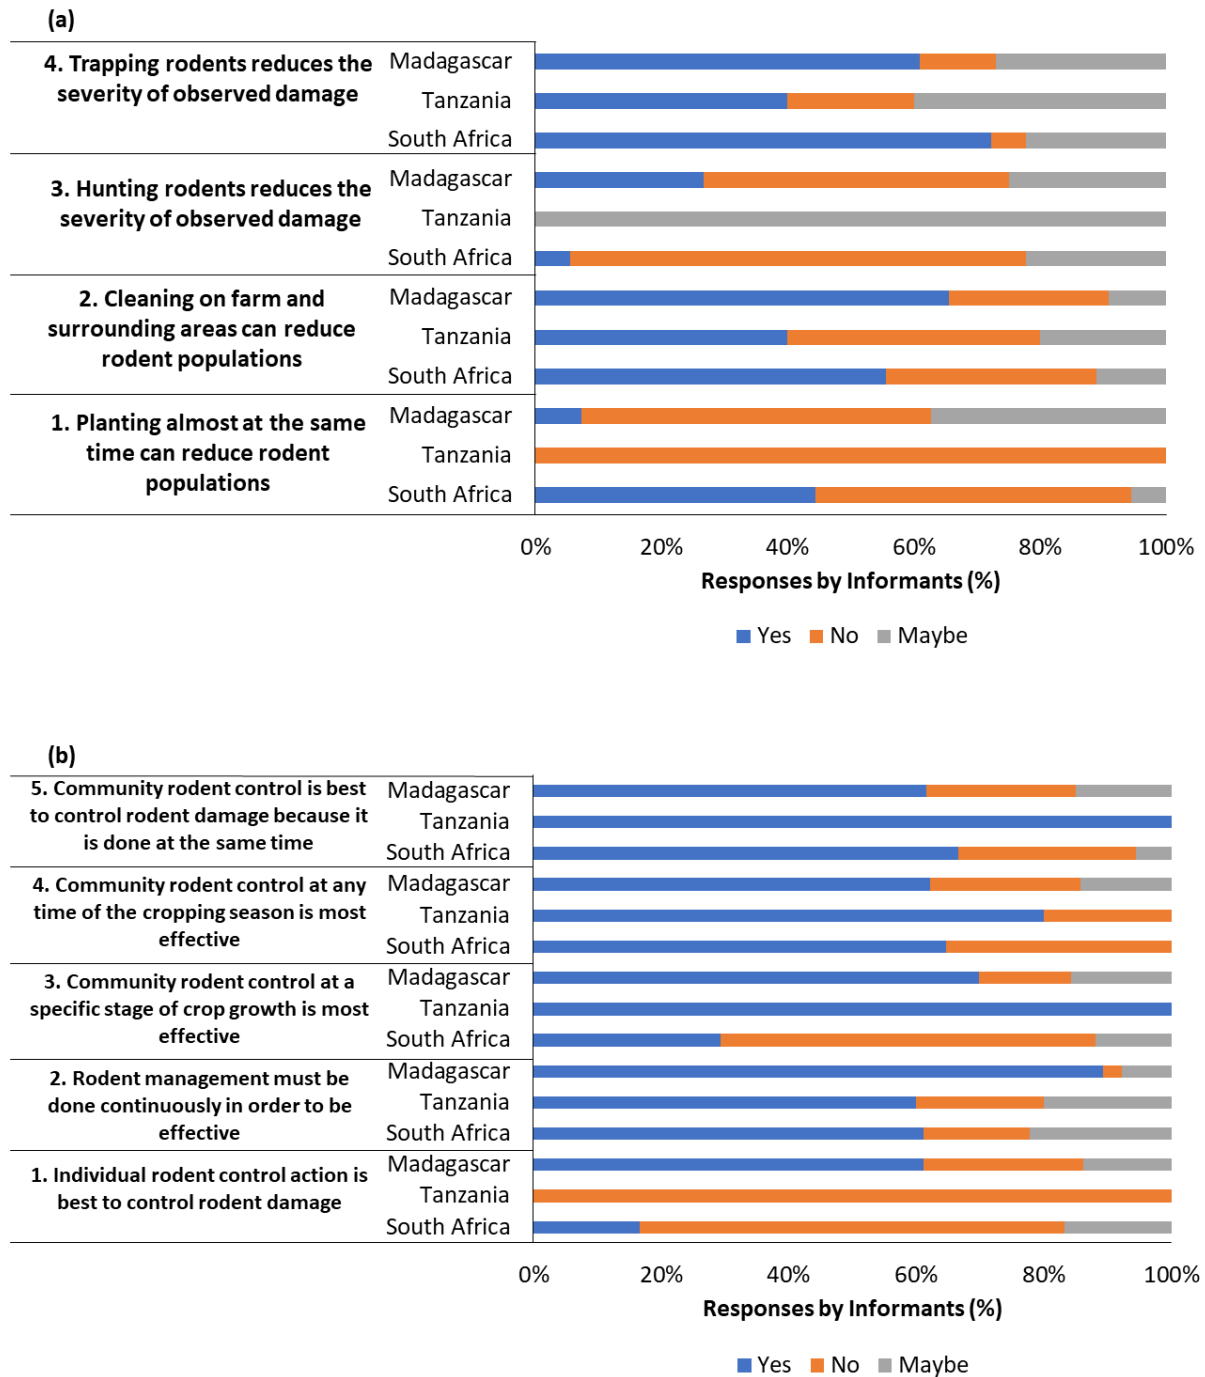 (a)
4. Trapping rodents reduces the
severity of observed damage
Madagascar
Tanzania
South Africa
3. Hunting rodents reduces the
severity of observed damage
Madagascar
Tanzania
South Africa
2. Cleaning on farm and
surrounding areas can reduce
rodent populations
Madagascar
Tanzania
South Africa
1. Planting almost at the same
time can reduce rodent
populations
Madagascar
Tanzania
South Africa
0% 20% 40% 60% 80% 100%
Responses by Informants (%)
Yes No Maybe
(b)
5. Community rodent control is best
to control rodent damage because it
is done at the same time
Madagascar
Tanzania
South Africa
4. Community rodent control at any
time of the cropping season is most
effective
Madagascar
Tanzania
South Africa
3. Community rodent control at a
specific stage of crop growth is most
effective
Madagascar
Tanzania
South Africa
2. Rodent management must be
done continuously in order to be
effective
Madagascar
Tanzania
South Africa
1. Individual rodent control action is
best to control rodent damage
Madagascar
Tanzania
South Africa
0% 20% 40% 60% 80% 100%
Responses by Informants (%)
Yes No Maybe